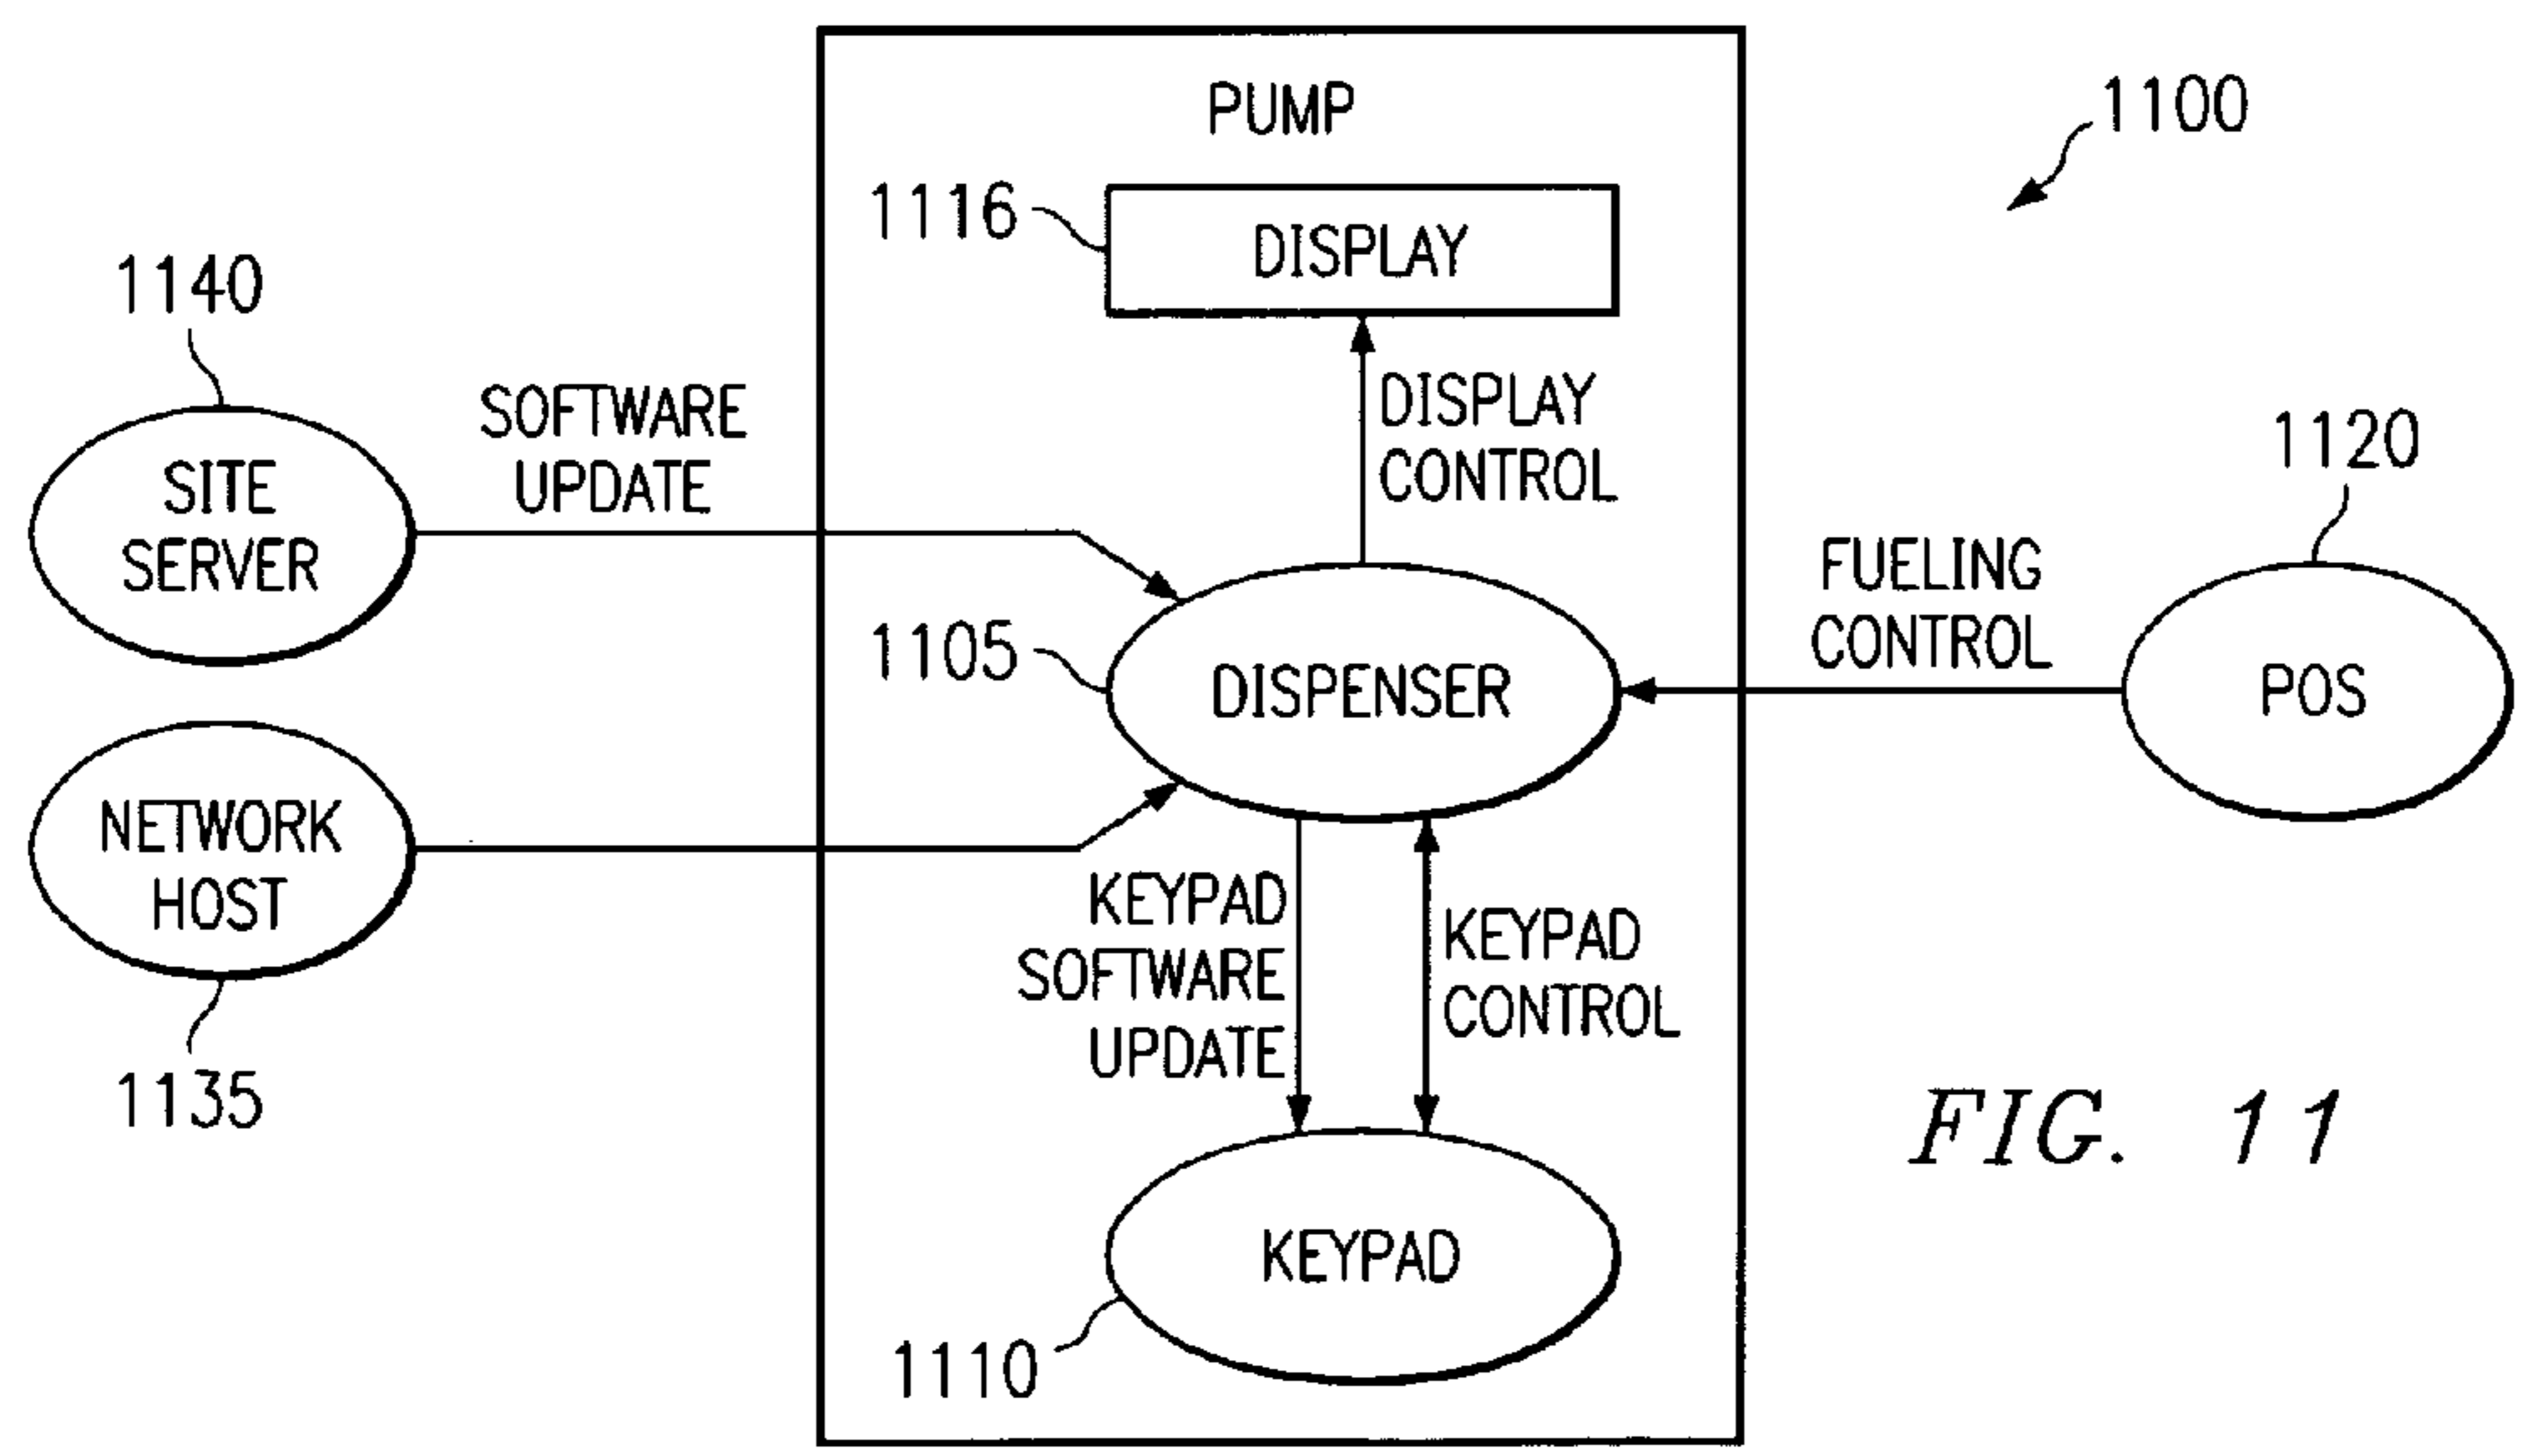 PUMP
1100
1116
DISPLAY
1140
SOFTWARE
UPDATE
DISPLAY
CONTROL
SITE
SERVER
1120
FUELING
CONTROL
1105
DISPENSER
POS
NETWORK
HOST
KEYPAD
SOFTWARE
UPDATE
KEYPAD
CONTROL
1135
FIG. 11
KEYPAD
1110